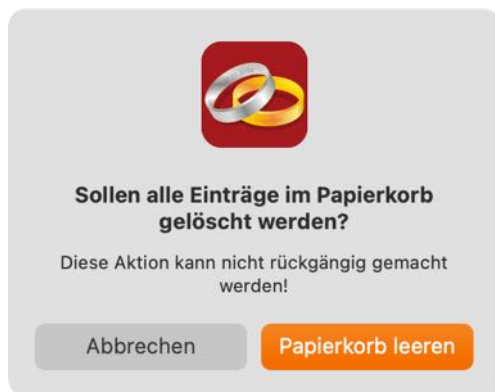 Sollen alle Einträge im Papierkorb
gelöscht werden?
Diese Aktion kann nicht rückgängig gemacht
werden!
Abbrechen
Papierkorb leeren